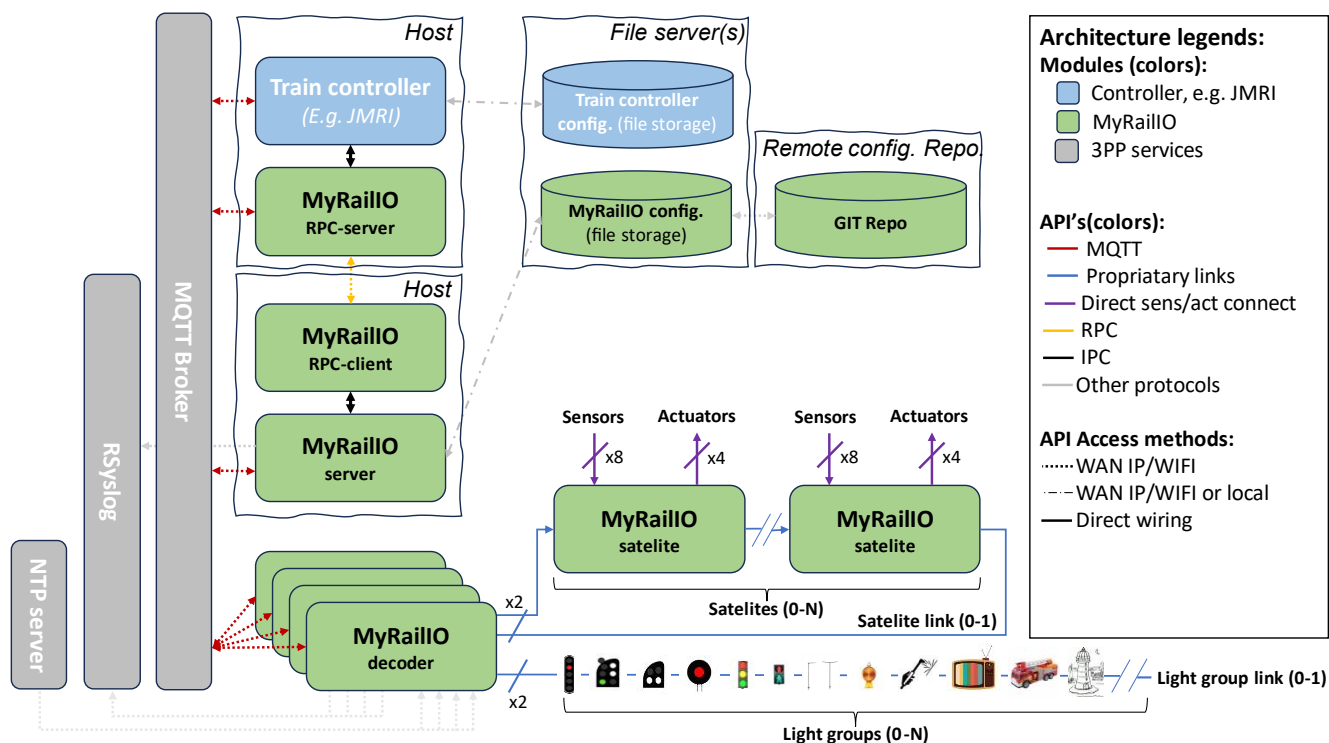 Host
Train controller
(E.g. JMRI)
MyRailIO
RPC-server
Host
MyRailIO
RPC-client
MyRailIO
server
File server(s)
Train controller
config. (file storage)
MyRailIO config.
(file storage)
Remote config. Repo.
GIT Repo
MQTT Broker
RSyslog
NTP server
MyRailIO
decoder
x2
x2
Sensors
Actuators
x8
x4
MyRailIO
satelite
Sensors
Actuators
x8
x4
MyRailIO
satelite
Satelites (0-N)
Satelite link (0-1)
Light group link (0-1)
Light groups (0-N)
Architecture legends:
Modules (colors):
Controller, e.g. JMRI
MyRailIO
3PP services
API's(colors):
MQTT
Propriatary links
Direct sens/act connect
RPC
IPC
Other protocols
API Access methods:
WAN IP/WIFI
WAN IP/WIFI or local
Direct wiring